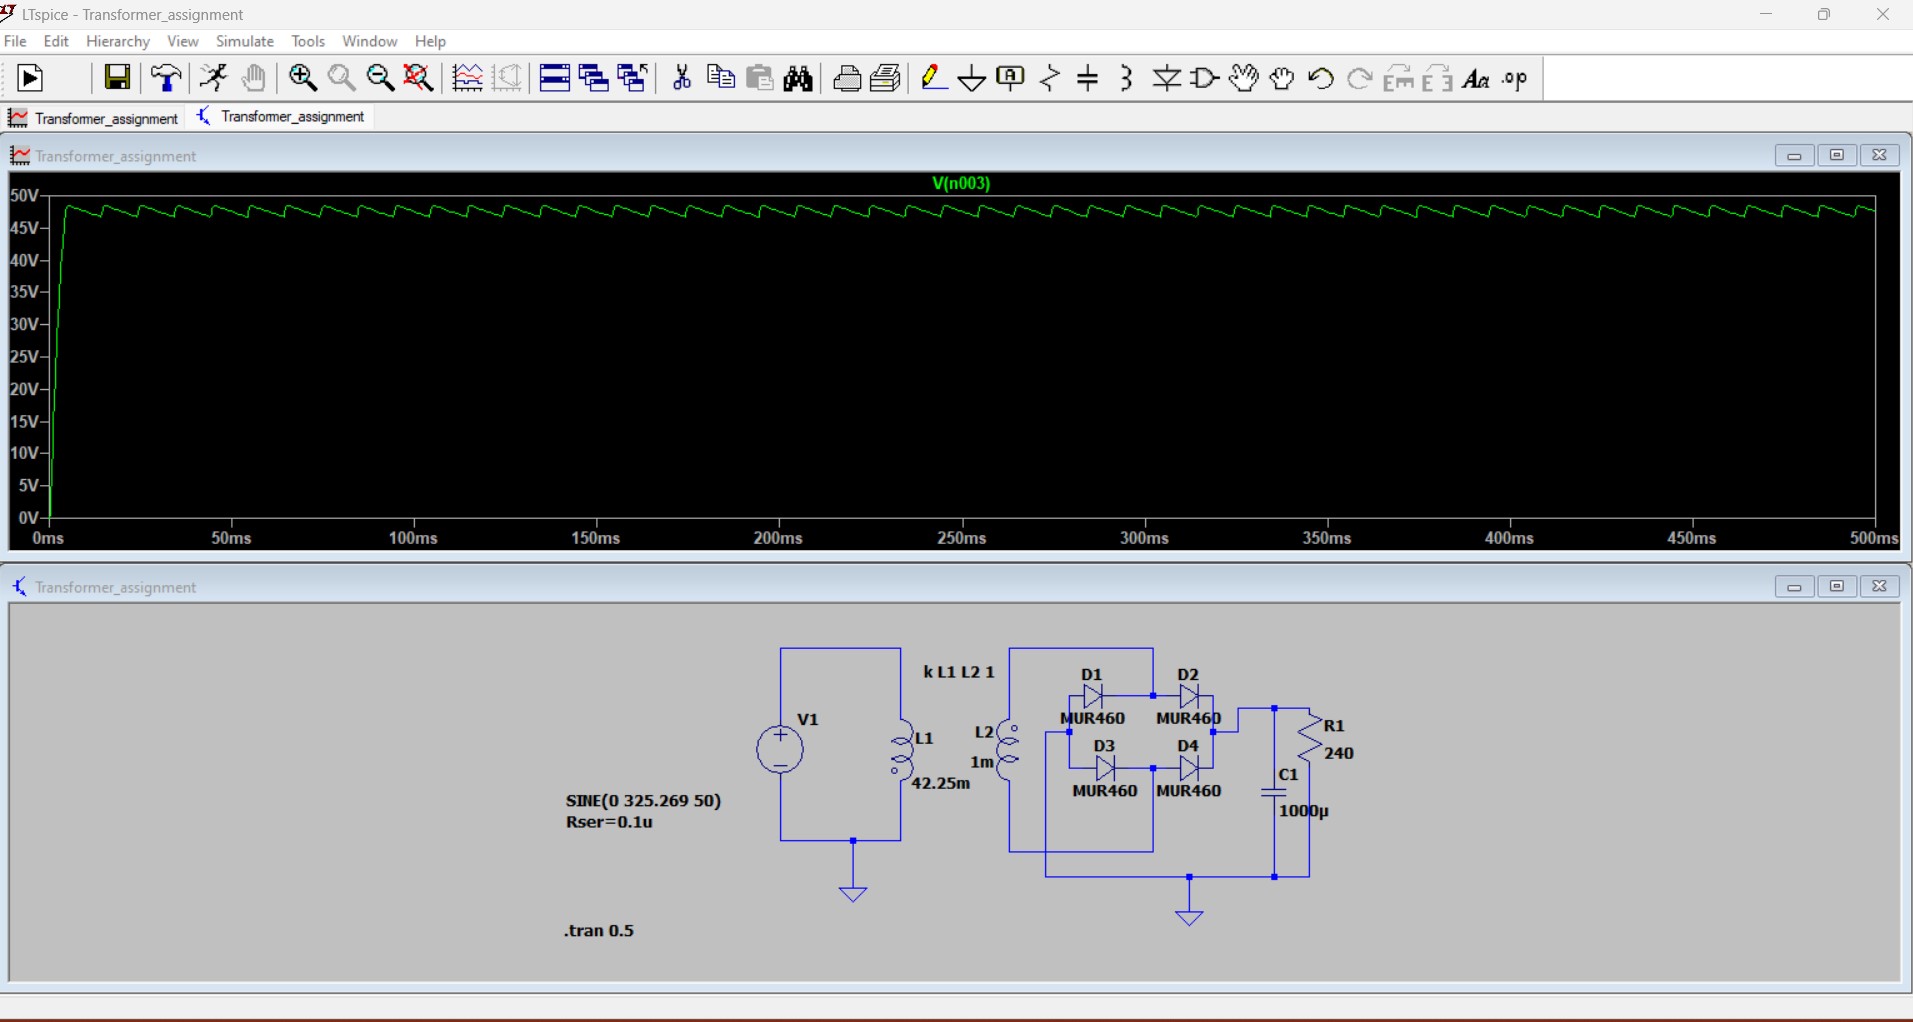 LTspice - Transformer_assignment
File Edit Hierarchy View Simulate Tools Window Help
Aa .op
Transformer_assignment Transformer_assignment
Transformer_assignment
V(n003)
50V
45V
40V
35V
30V
25V
20V
15V
10V
5V
0V
0ms 50ms 100ms 150ms 200ms 250ms 300ms 350ms 400ms 450ms 500ms
Transformer_assignment
k L1 L2 1
D1 D2
MUR460 MUR460
V1
L1
L2
1m
42.25m
D3 D4
MUR460 MUR460
R1
240
C1
1000µ
SINE(0 325.269 50)
Rser=0.1u
.tran 0.5